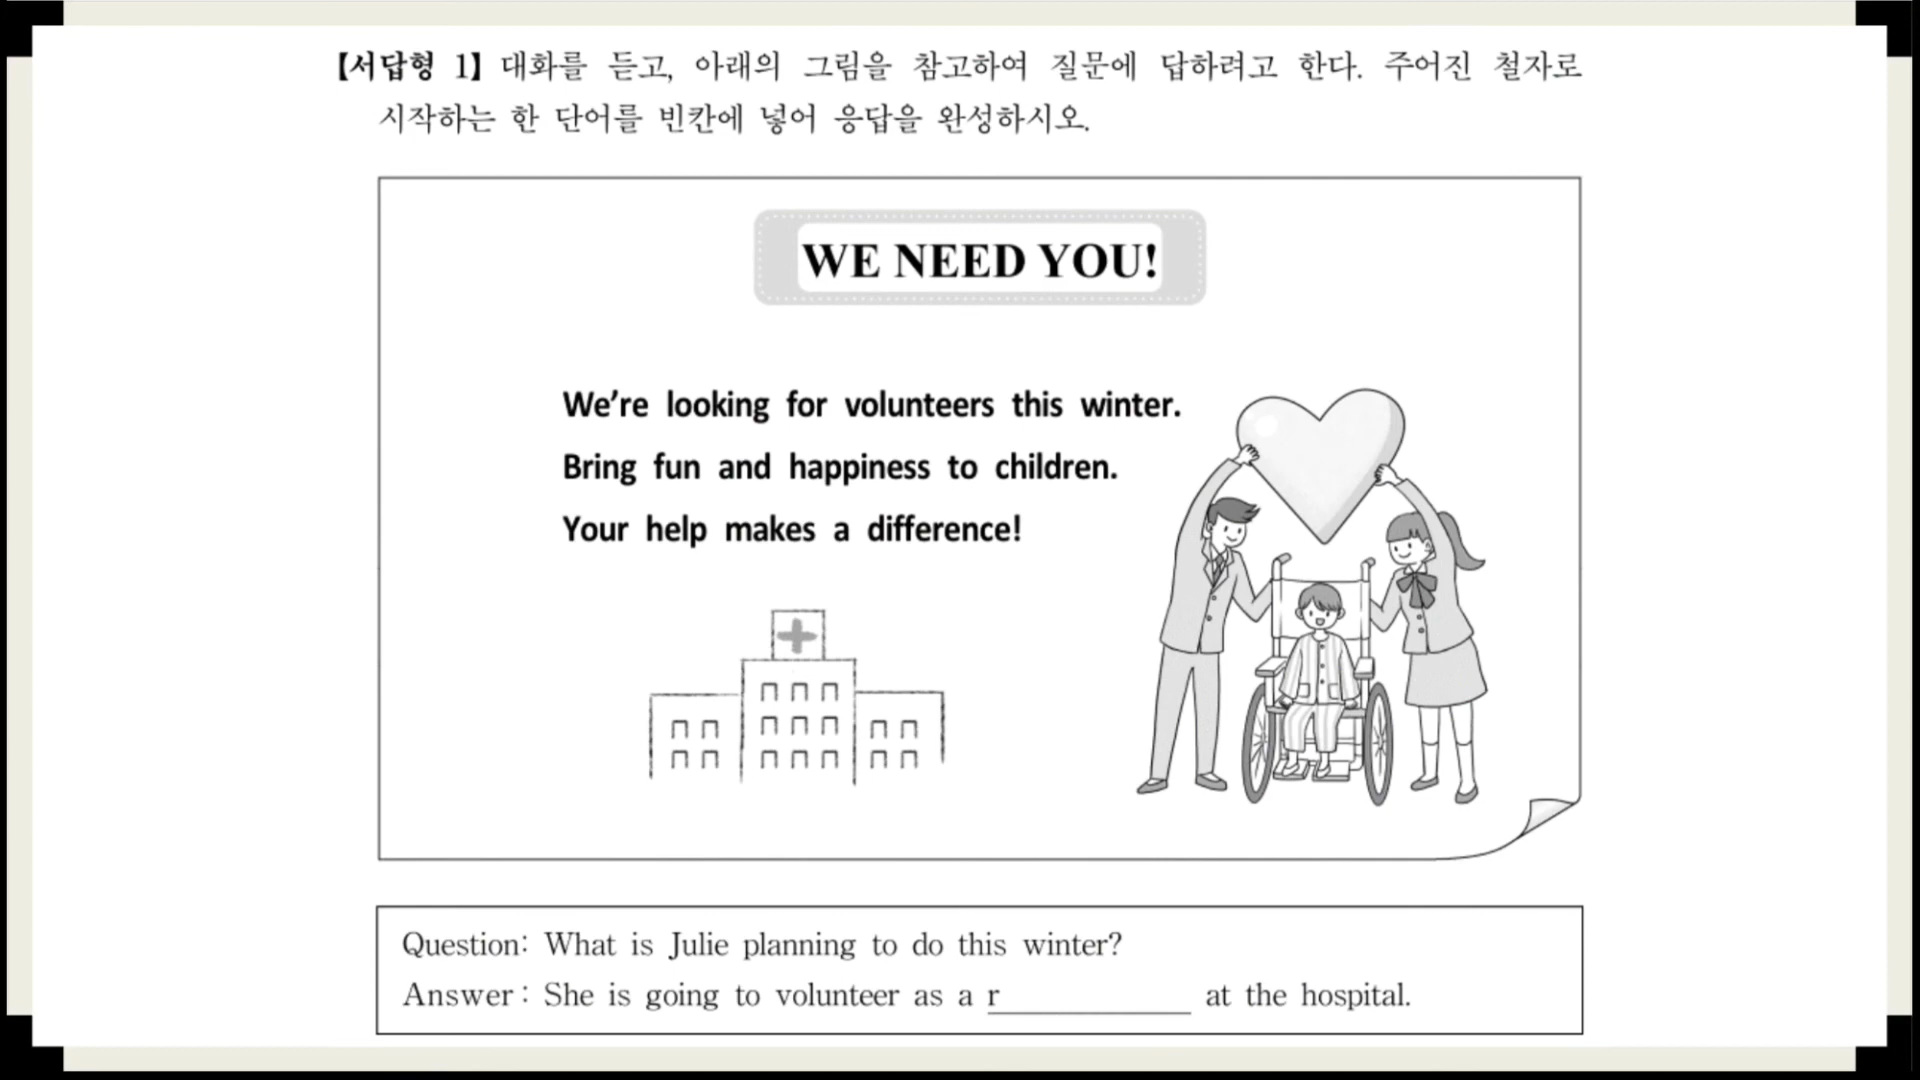 【서답형 1】 대화를 듣고, 아래의 그림을 참고하여 질문에 답하려고 한다. 주어진 철자로
시작하는 한 단어를 빈칸에 넣어 응답을 완성하시오.
WE NEED YOU!
We're looking for volunteers this winter.
Bring fun and happiness to children.
Your help makes a difference!
Question: What is Julie planning to do this winter?
Answer : She is going to volunteer as a r__________ at the hospital.